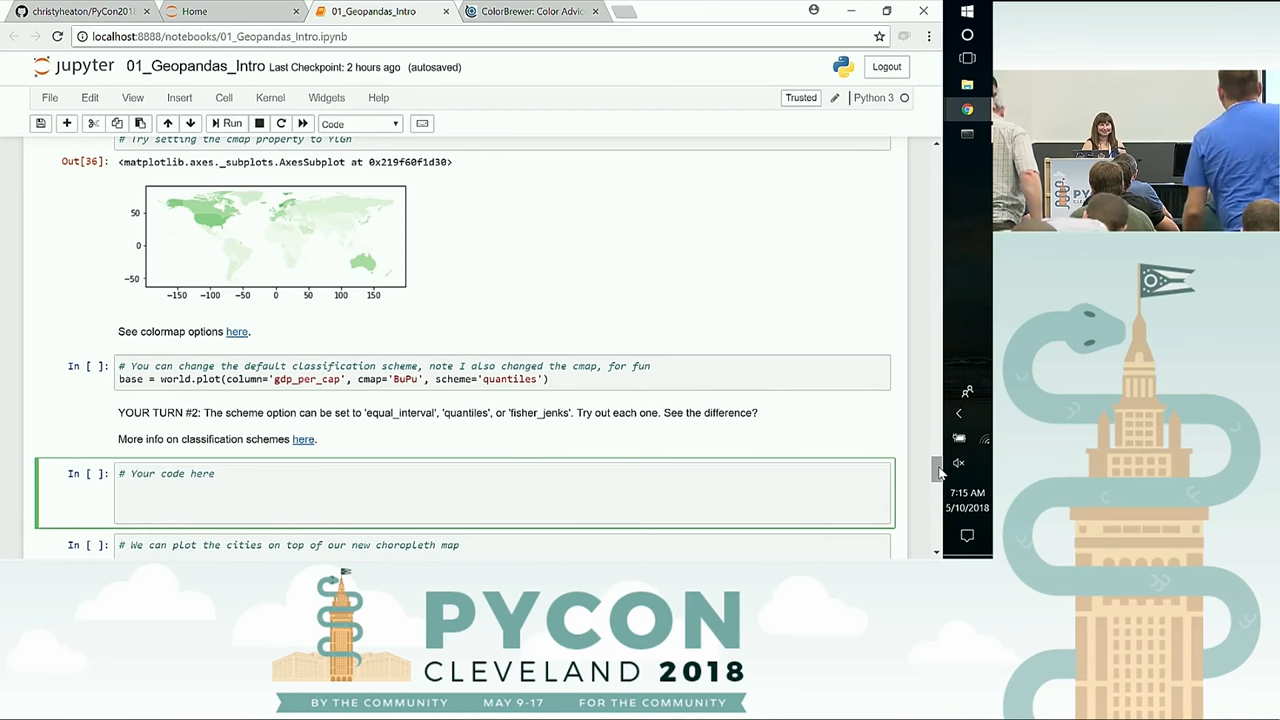 christyheaton/PyCon201
Home
01_Geopandas_Intro
ColorBrewer: Color Advic
localhost:8888/notebooks/01_Geopandas_Intro.ipynb
jupyter 01_Geopandas_Intro Last Checkpoint: 2 hours ago (autosaved)
Logout
File Edit View Insert Cell Kernel Widgets Help
Trusted
Python 3
Run
Code
# Try setting the cmap property to YlGn
Out[36]: <matplotlib.axes._subplots.AxesSubplot at 0x219f60f1d30>
50
0
−50
−150 −100 −50 0 50 100 150
See colormap options here.
In [ ]: # You can change the default classification scheme, note I also changed the cmap, for fun
base = world.plot(column='gdp_per_cap', cmap='BuPu', scheme='quantiles')
YOUR TURN #2: The scheme option can be set to 'equal_interval', 'quantiles', or 'fisher_jenks'. Try out each one. See the difference?
More info on classification schemes here.
In [ ]: # Your code here
In [ ]: # We can plot the cities on top of our new choropleth map
7:15 AM
5/10/2018
PYC
CLEVELAND
PYCON
CLEVELAND 2018
BY THE COMMUNITY MAY 9-17 FOR THE COMMUNITY